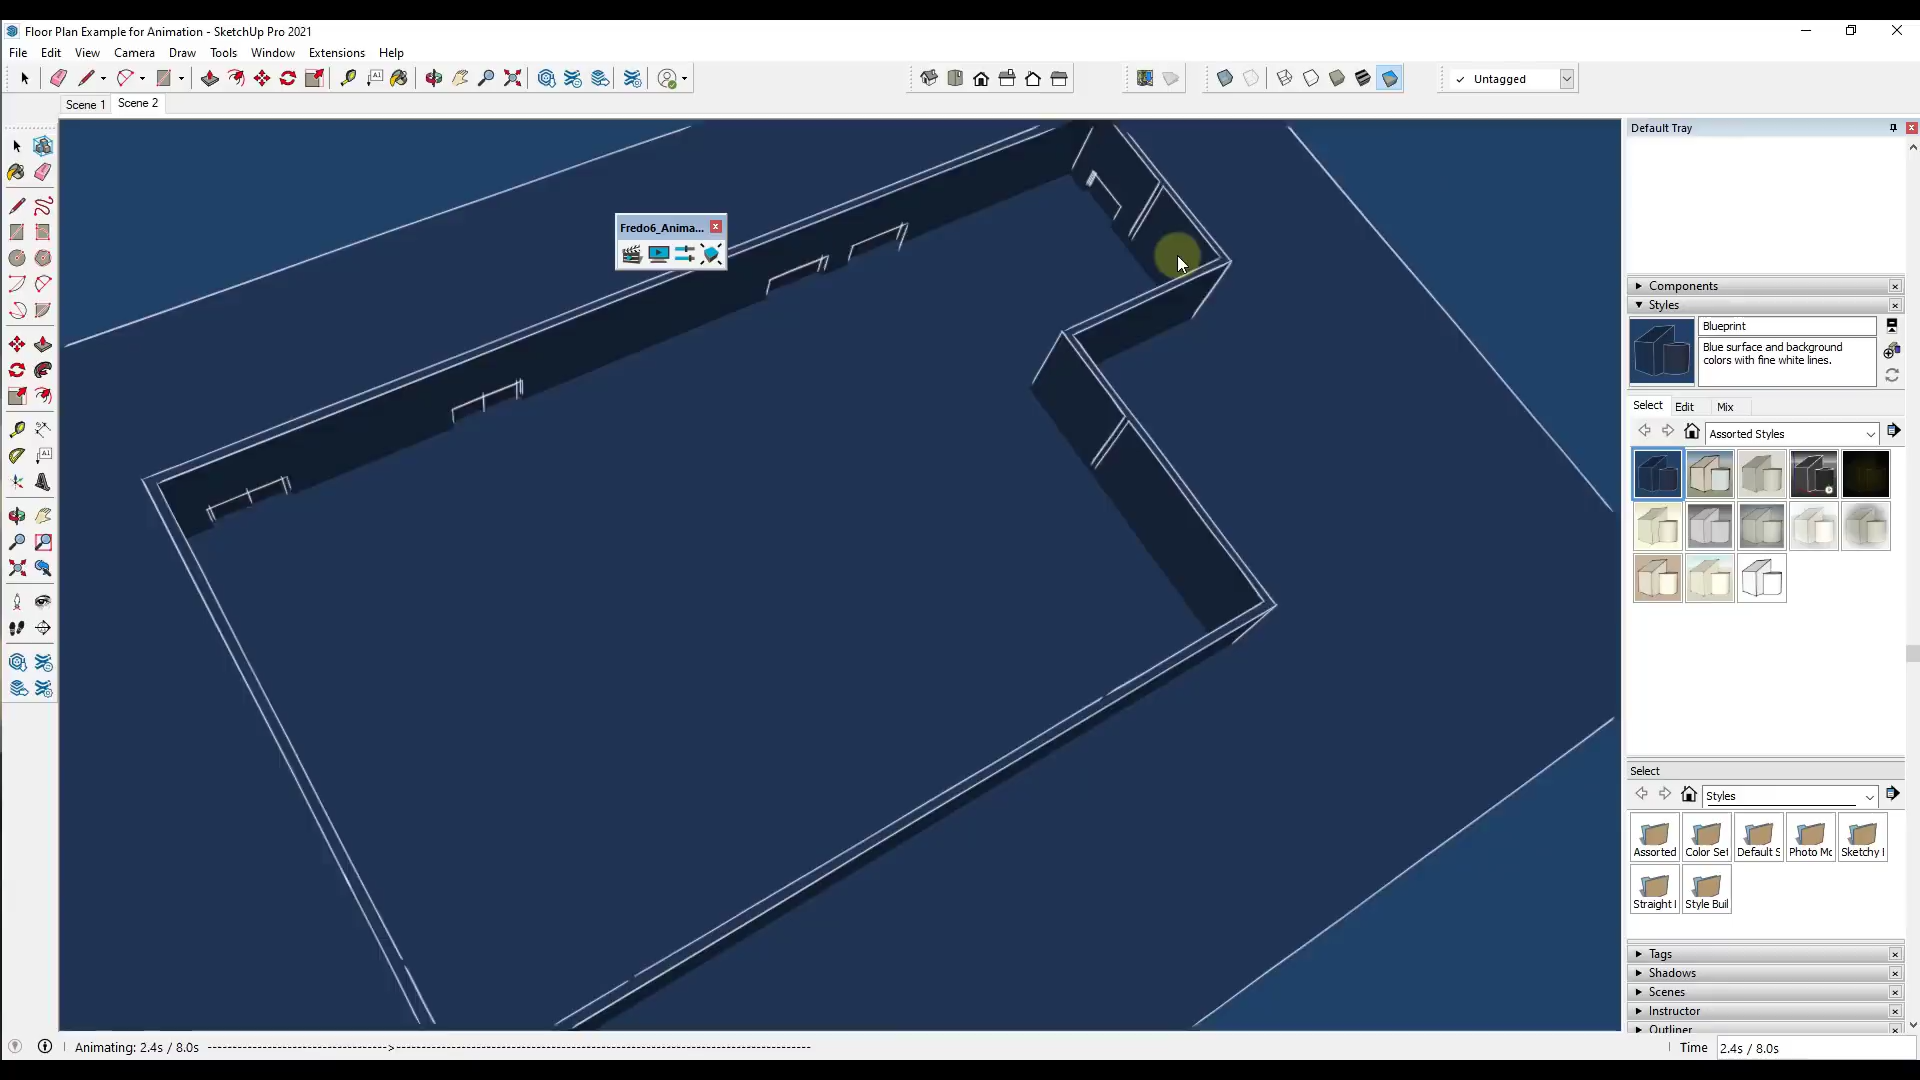 Floor Plan Example for Animation - SketchUp Pro 2021
File Edit View Camera Draw Tools Window Extensions Help
Untagged
Scene 1 Scene 2
Default Tray
Fredo6_Anima...
Components
Styles
Blueprint
Blue surface and background
colors with fine white lines.
Select Edit Mix
Assorted Styles
Select
Styles
Assorted Color Set Default S Photo Mo Sketchy I
Straight l Style Buil
Tags
Shadows
Scenes
Instructor
Outliner
Animating: 2.4s / 8.0s -------------------------------->----------------------------------------------------------------------
Time 2.4s / 8.0s